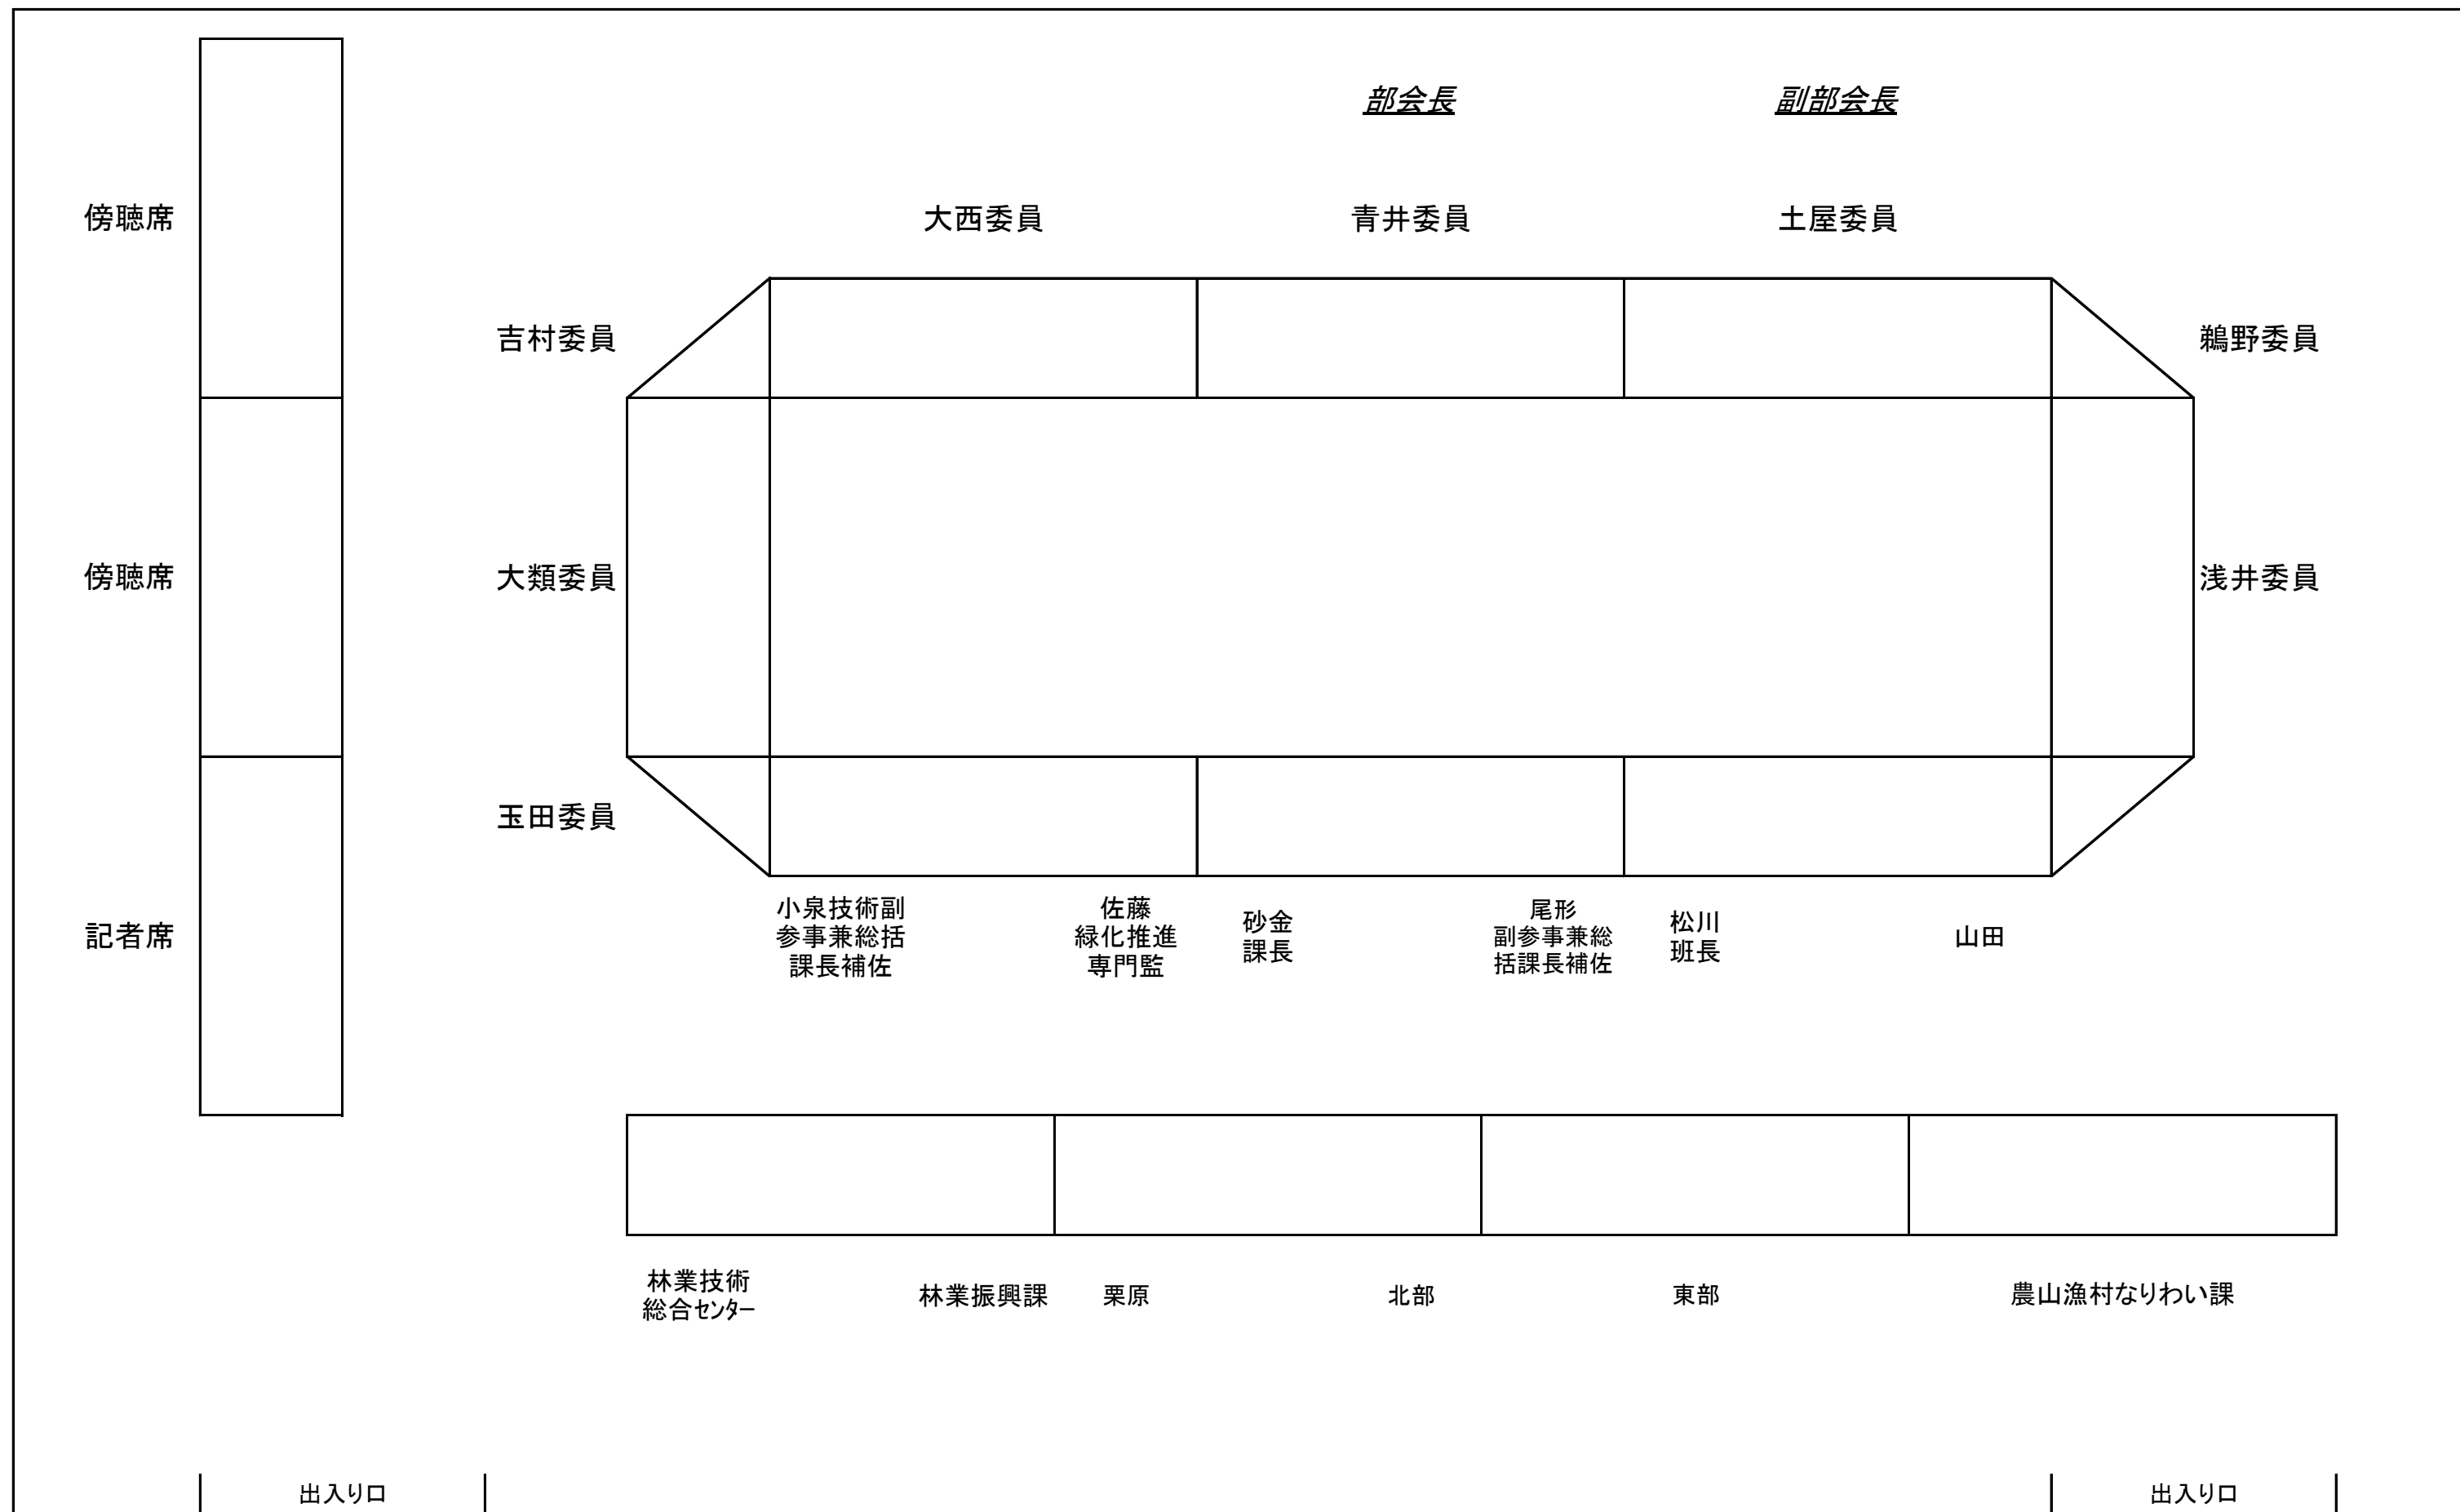 部会長
副部会長
傍聴席
大西委員
青井委員
土屋委員
吉村委員
鵜野委員
傍聴席
大類委員
浅井委員
玉田委員
記者席
小泉技術副
参事兼総括
課長補佐
佐藤
緑化推進
専門監
砂金
課長
尾形
副参事兼総
括課長補佐
松川
班長
山田
林業技術
総合ｾﾝﾀｰ
林業振興課
栗原
北部
東部
農山漁村なりわい課
出入り口
出入り口